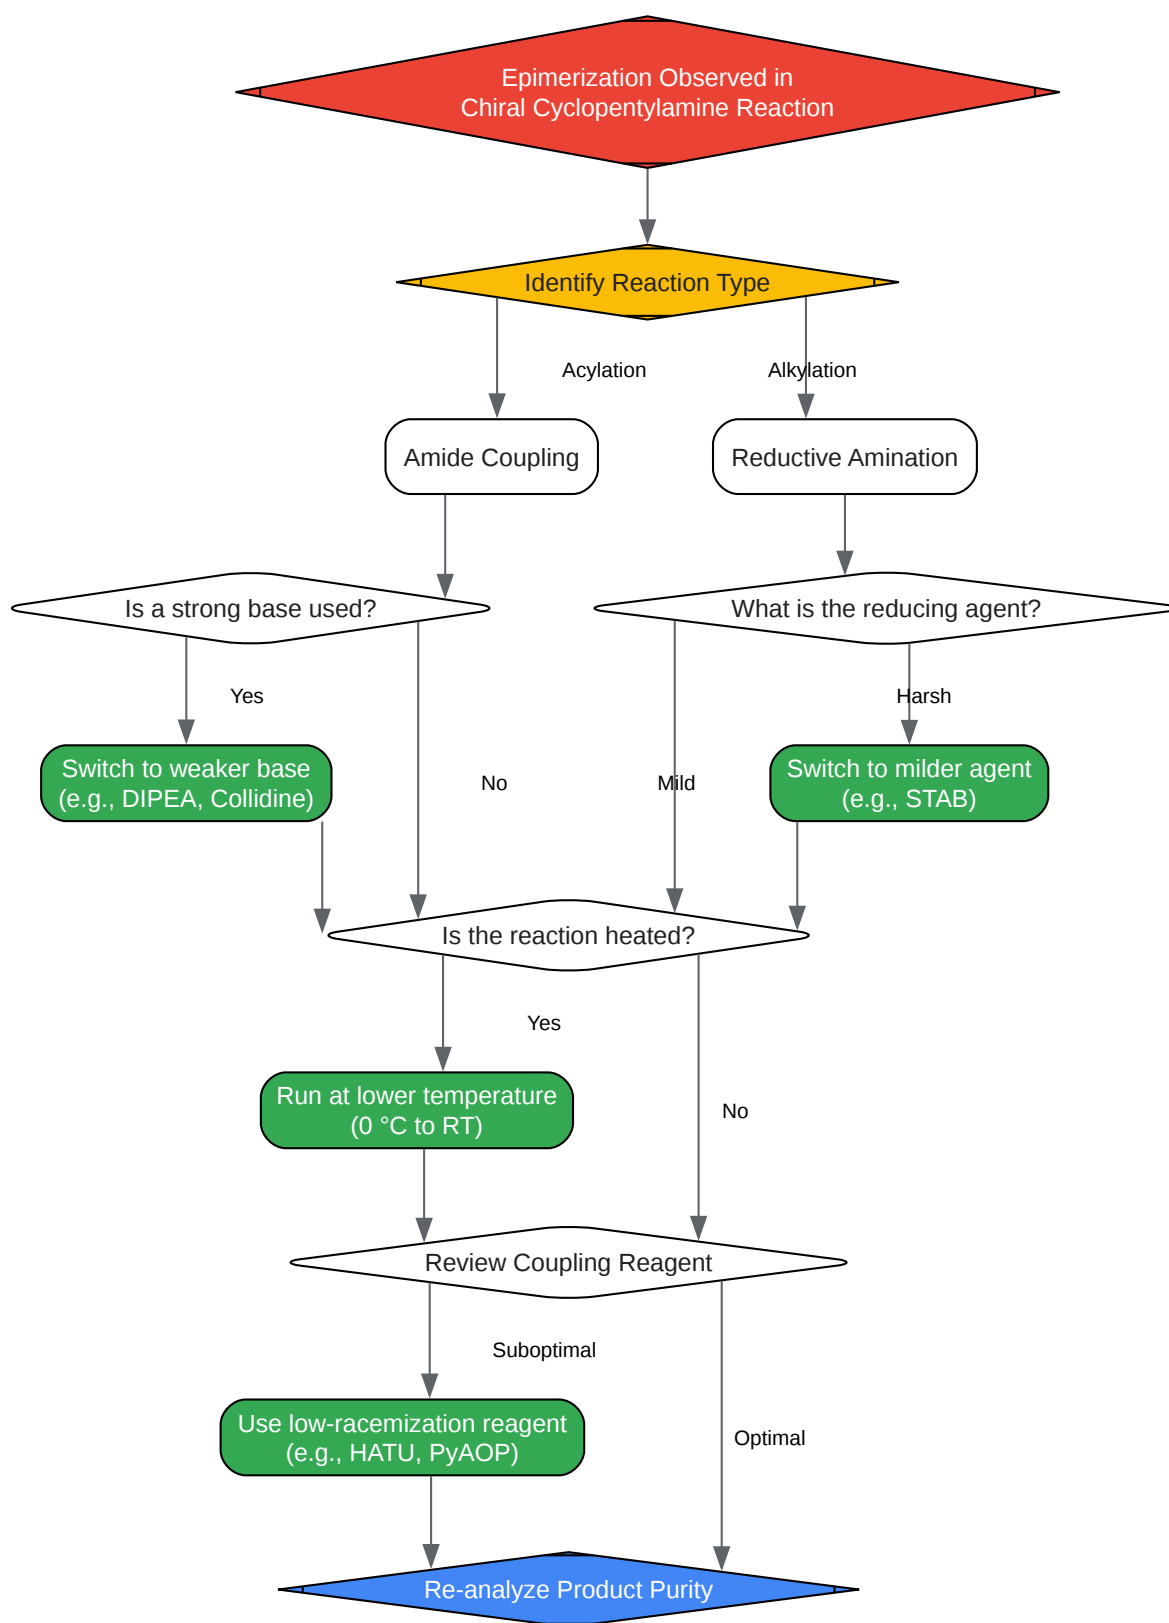 Epimerization Observed in
Chiral Cyclopentylamine Reaction
Identify Reaction Type
Acylation
Alkylation
Amide Coupling
Reductive Amination
Is a strong base used?
What is the reducing agent?
Yes
Harsh
Switch to weaker base
(e.g., DIPEA, Collidine)
No
Mild
Switch to milder agent
(e.g., STAB)
Is the reaction heated?
Yes
Run at lower temperature
(0 °C to RT)
No
Review Coupling Reagent
Suboptimal
Use low-racemization reagent
(e.g., HATU, PyAOP)
Optimal
Re-analyze Product Purity